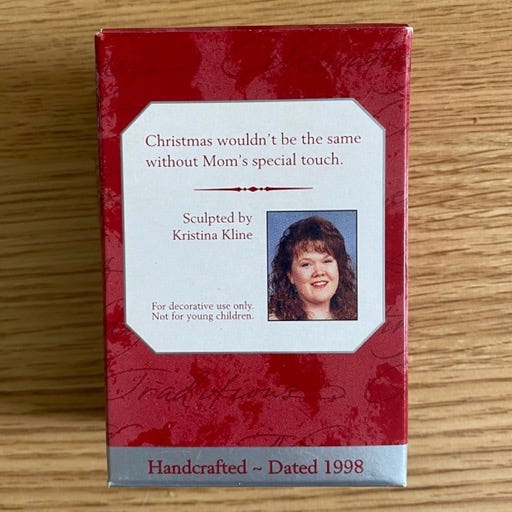 Christmas wouldn't be the same
without Mom's special touch.
Sculpted by
Kristina Kline
For decorative use only.
Not for young children.
Traditions
Handcrafted ~ Dated 1998